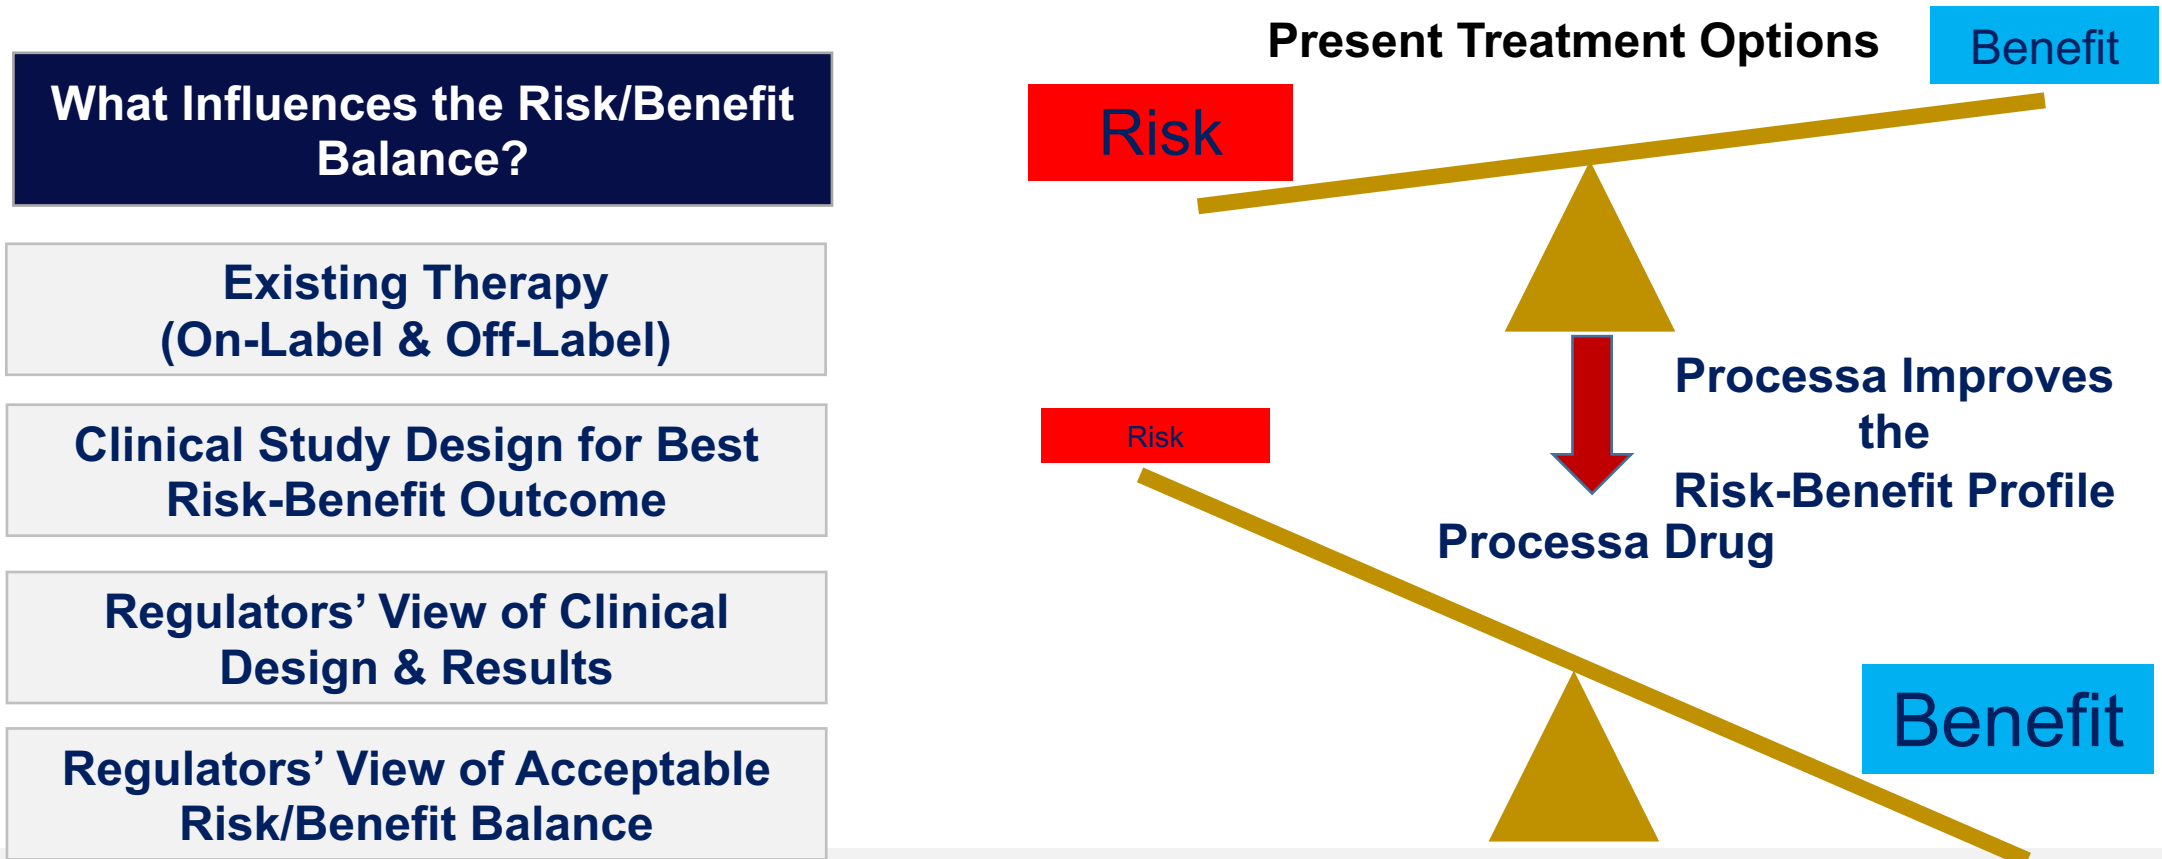 What Influences the Risk/Benefit
Balance?
Existing Therapy
(On-Label & Off-Label)
Clinical Study Design for Best
Risk-Benefit Outcome
Regulators’ View of Clinical
Design & Results
Regulators’ View of Acceptable
Risk/Benefit Balance
Present Treatment Options
Benefit
Risk
Processa Improves
the
Risk-Benefit Profile
Risk
Processa Drug
Benefit